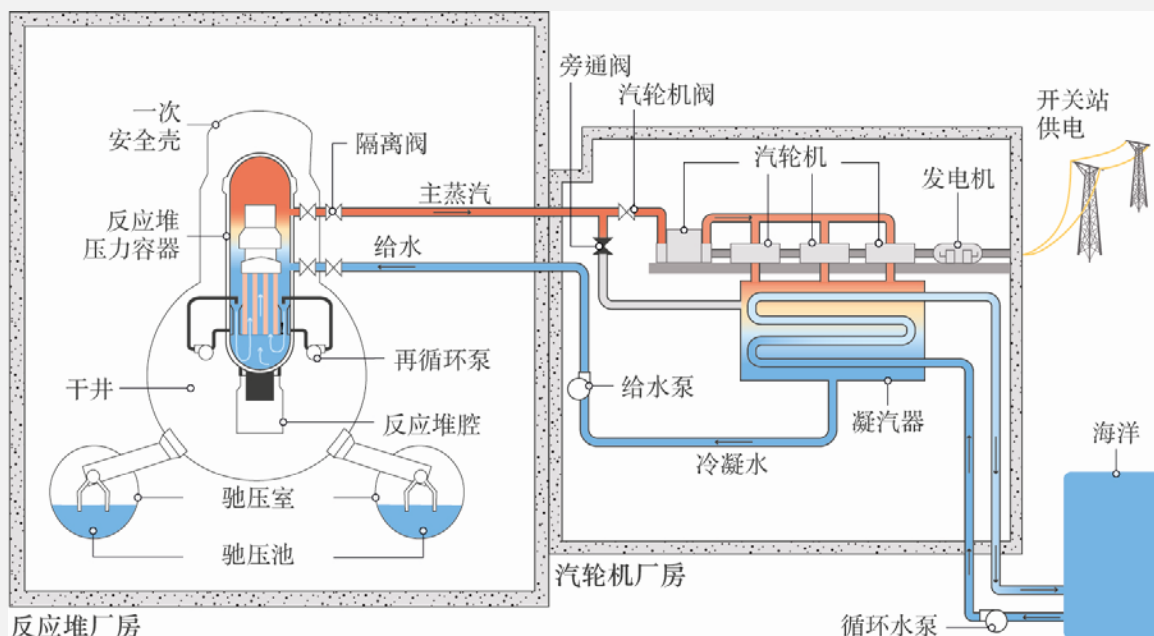 一次
安全壳
反应堆
压力容器
隔离阀
主蒸汽
给水
再循环泵
干井
反应堆腔
驰压室
驰压池
反应堆厂房
旁通阀
汽轮机阀
汽轮机
发电机
开关站
供电
给水泵
凝汽器
冷凝水
海洋
汽轮机厂房
循环水泵